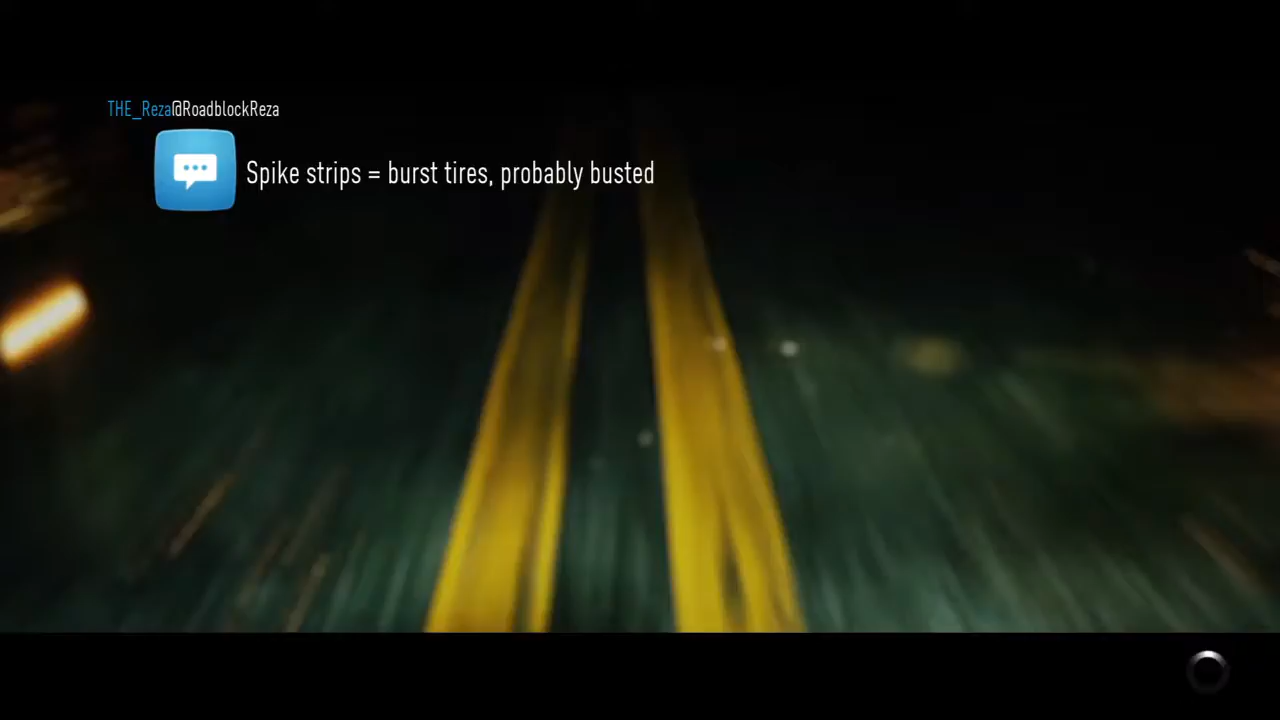 THE_Reza@RoadblockReza
Spike strips = burst tires, probably busted